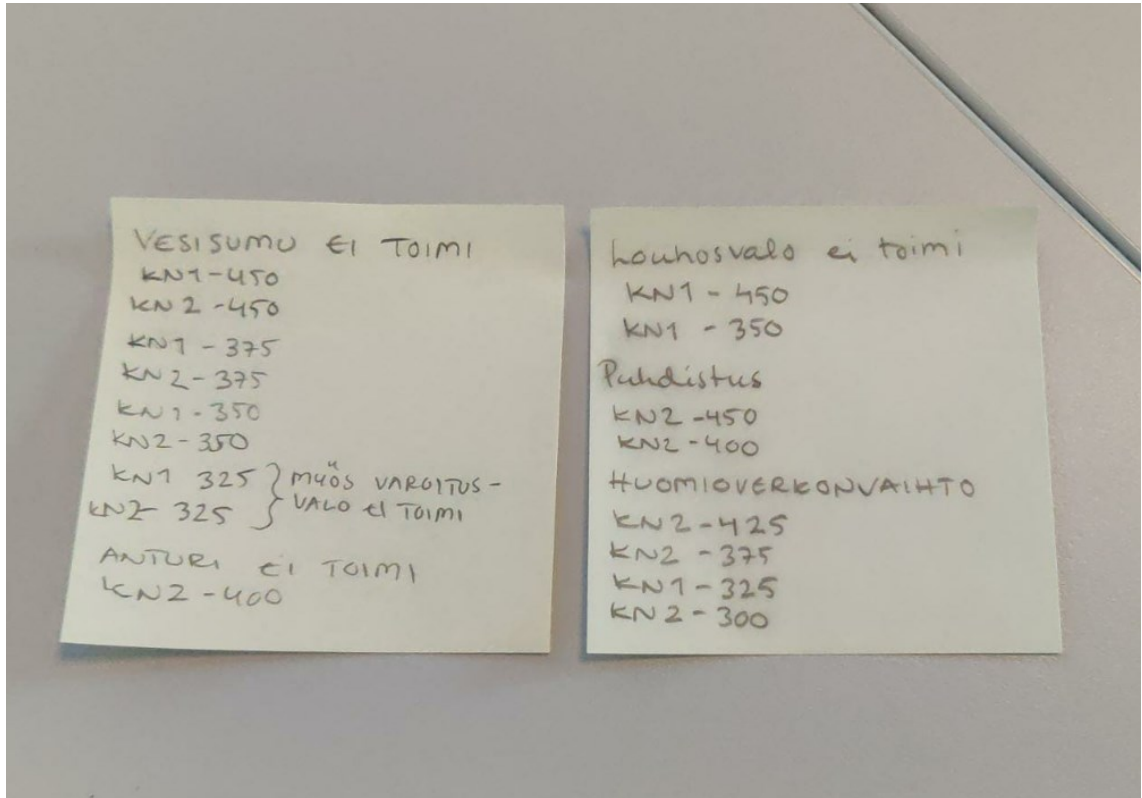 VESISUMU EI TOIMI
KN1-450
KN2-450
KN1-375
KN2-375
KN1-350
KN2-350
KN1 325 } MYÖS VAROITUS-
KN2 325 } VALO EI TOIMI
ANTURI EI TOIMI
KN2-400
Louhosvalo ei toimi
KN1-450
KN1-350
Puhdistus
KN2-450
KN2-400
HUOMIOVERKONVAIHTO
KN2-425
KN2-375
KN1-325
KN2-300